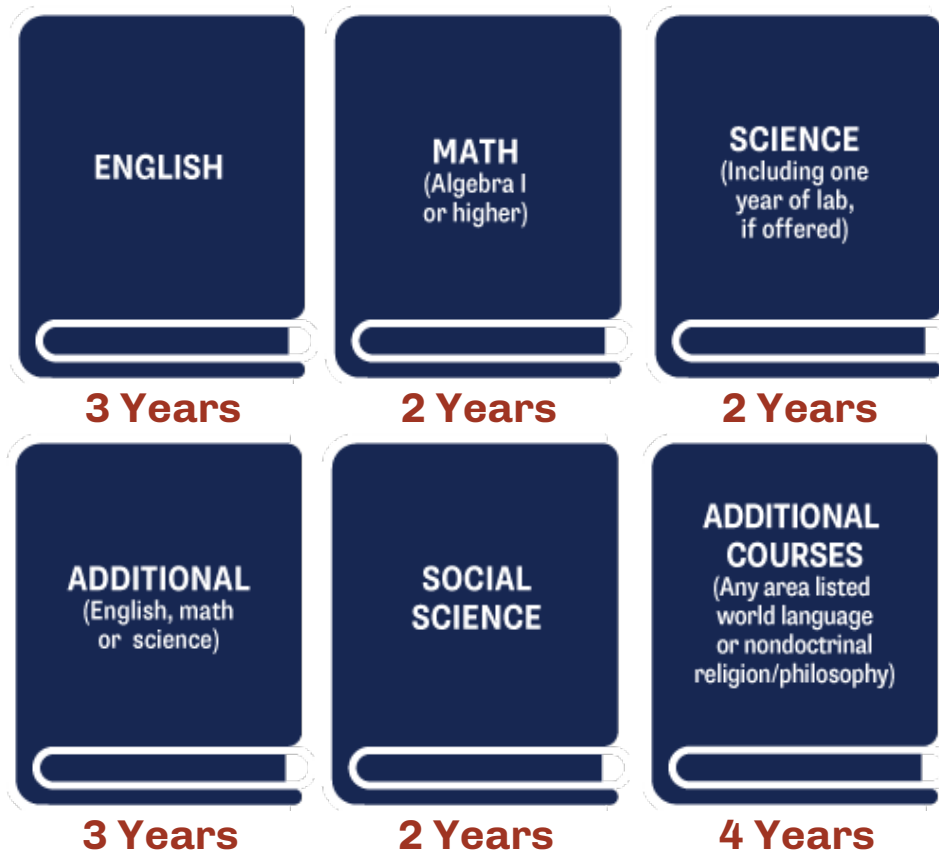 ENGLISH
MATH
(Algebra I
or higher)
SCIENCE
(Including one
year of lab,
if offered)
3 Years
2 Years
2 Years
ADDITIONAL
(English, math
or science)
SOCIAL
SCIENCE
ADDITIONAL
COURSES
(Any area listed
world language
or nondoctrinal
religion/philosophy)
3 Years
2 Years
4 Years